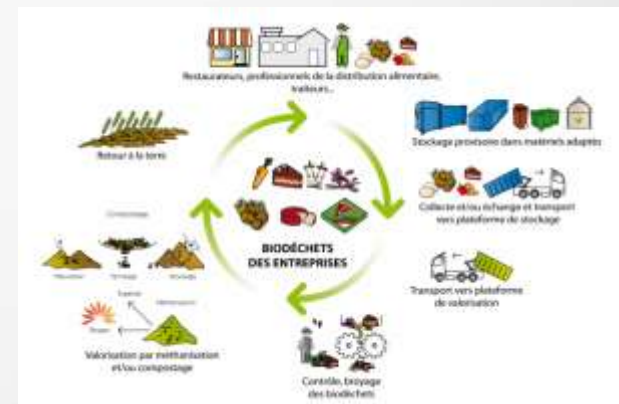 Restaurateurs, professionnels de la distribution alimentaire,
traiteurs...
Stockage provisoire dans matériels adaptés
Collecte et/ou échange et transport
vers plateforme de stockage
Transport vers plateforme
de valorisation
Contrôle, broyage
des biodéchets
Valorisation par méthanisation
et/ou compostage
Retour à la terre
BIODÉCHETS
DES ENTREPRISES